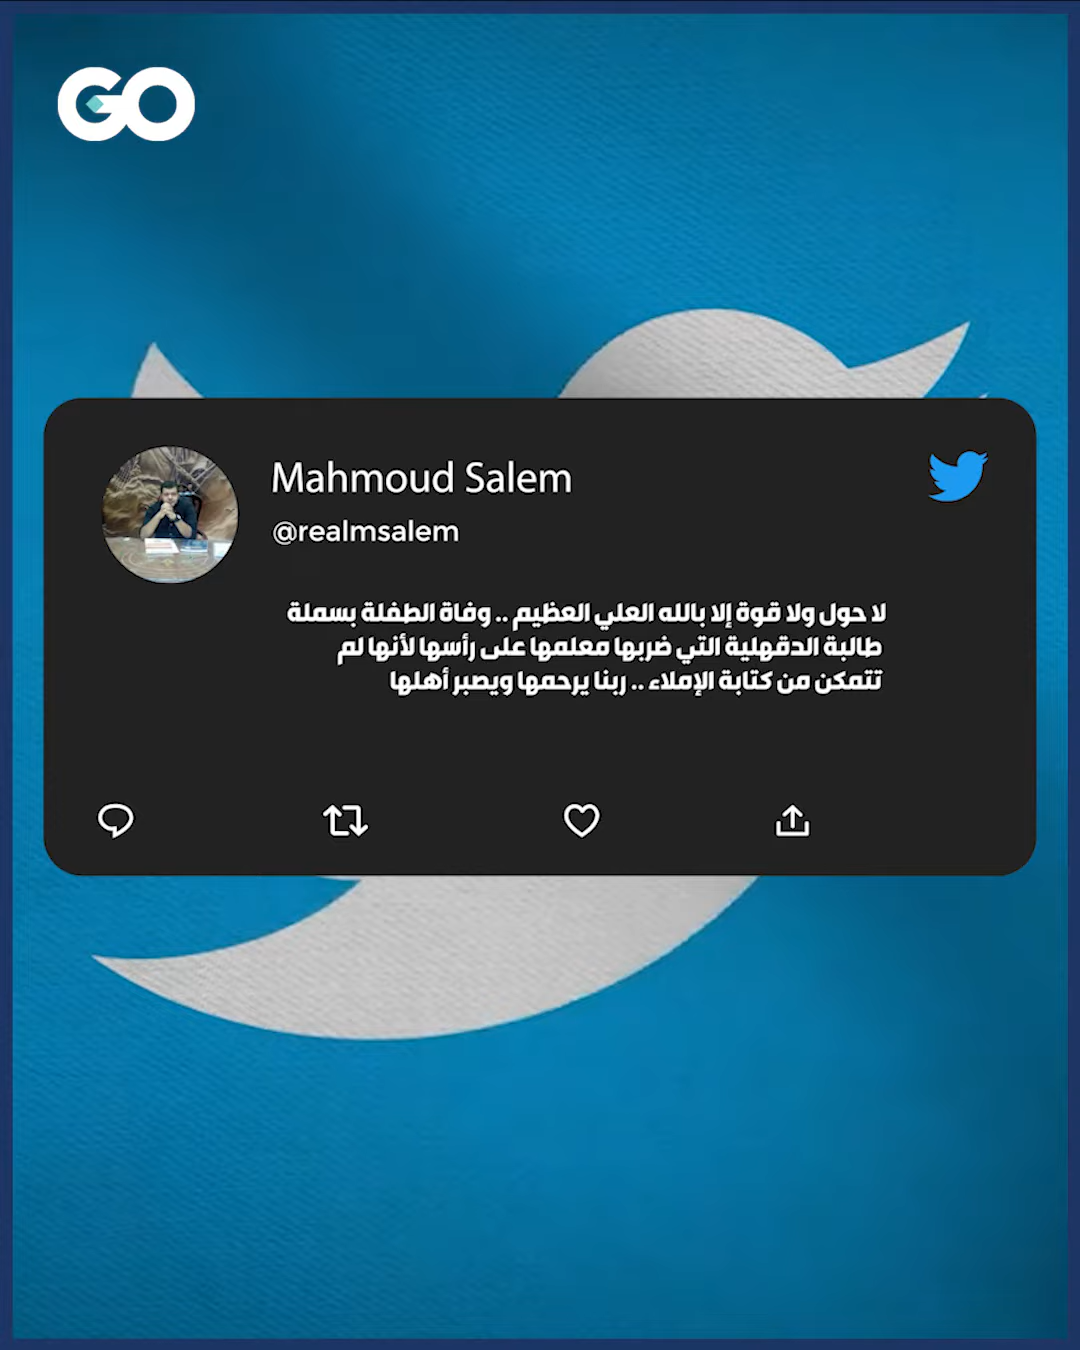 GO
Mahmoud Salem
@realmsalem
لا حول ولا قوة إلا بالله العلي العظيم .. وفاة الطفلة بسملة
طالبة الدقهلية التي ضربها معلمها على رأسها لأنها لم
تتمكن من كتابة الإملاء .. ربنا يرحمها ويصبر أهلها